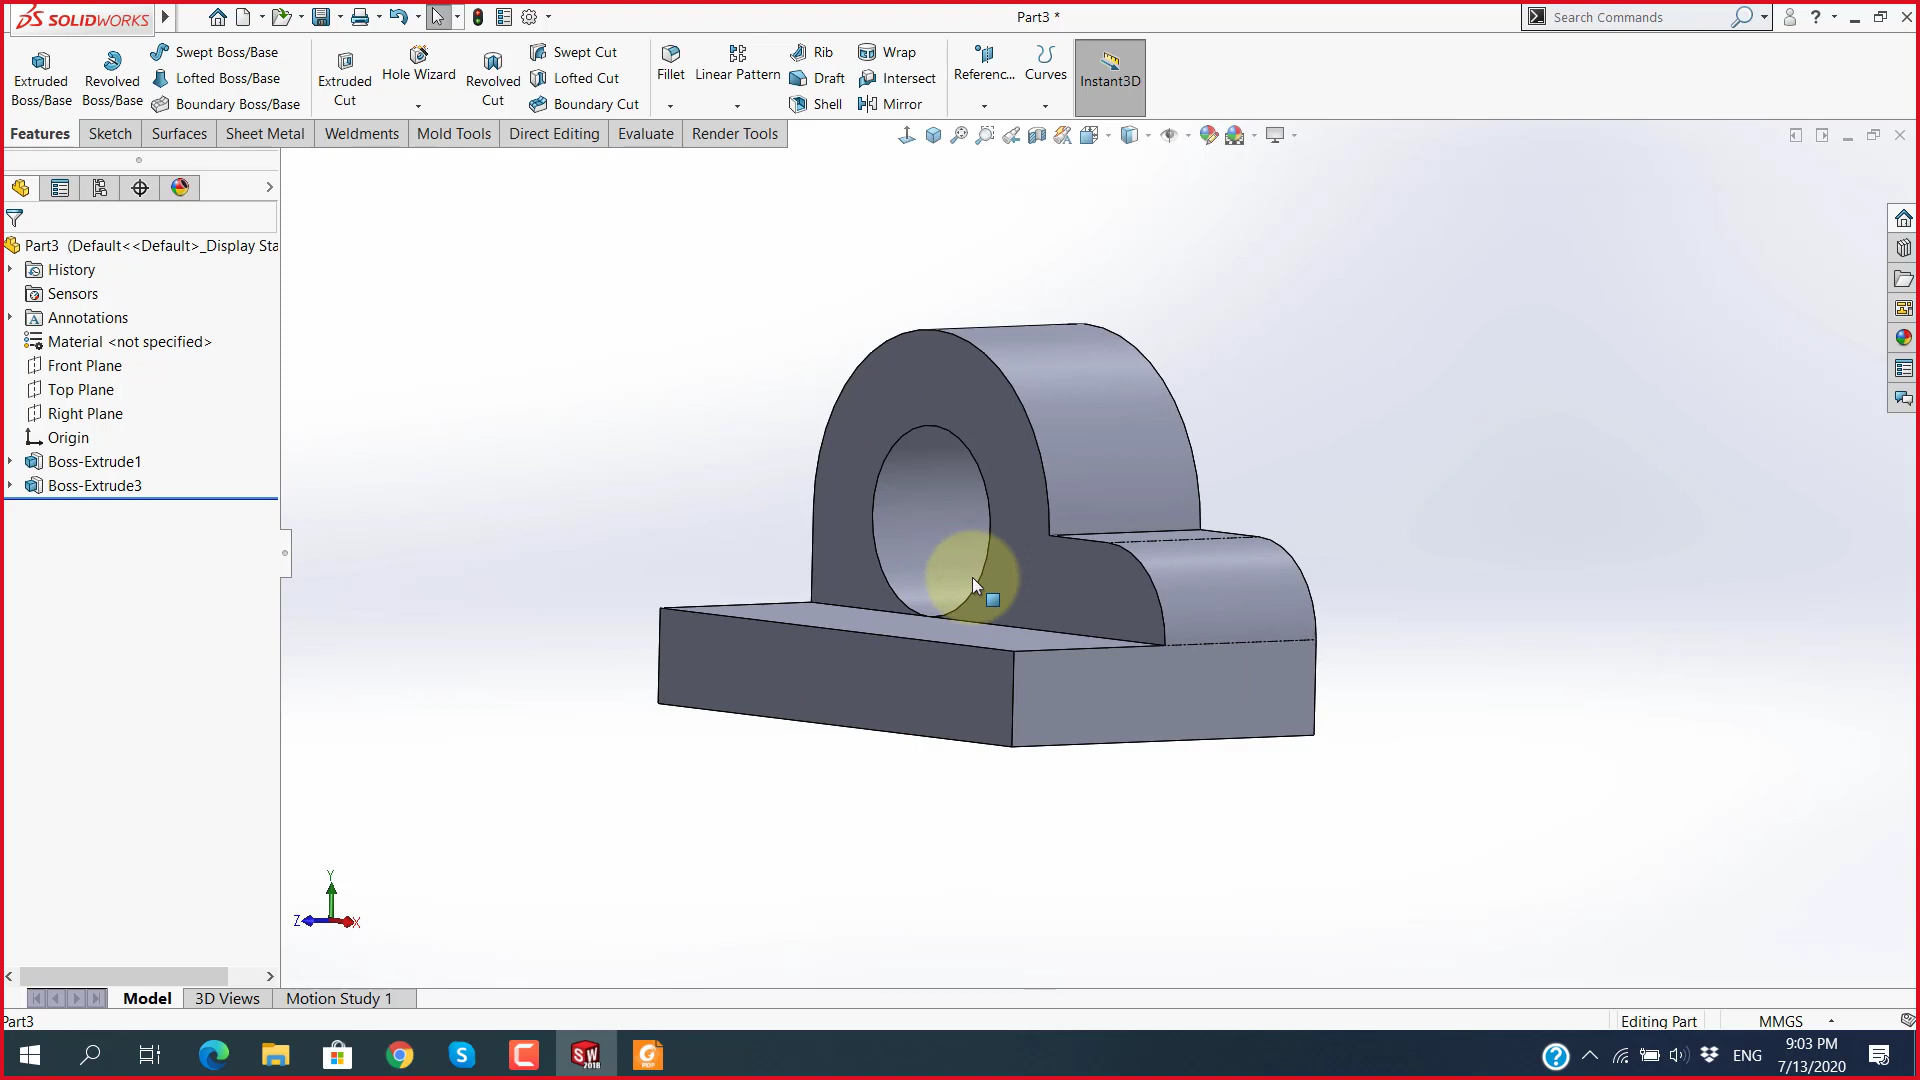 SOLIDWORKS
Part3 *
Search Commands
Extruded Boss/Base
Revolved Boss/Base
Swept Boss/Base
Lofted Boss/Base
Boundary Boss/Base
Extruded Cut
Hole Wizard
Revolved Cut
Swept Cut
Lofted Cut
Boundary Cut
Fillet
Linear Pattern
Rib
Draft
Shell
Wrap
Intersect
Mirror
Referenc...
Curves
Instant3D
Features
Sketch
Surfaces
Sheet Metal
Weldments
Mold Tools
Direct Editing
Evaluate
Render Tools
Part3 (Default<<Default>_Display Sta
History
Sensors
Annotations
Material <not specified>
Front Plane
Top Plane
Right Plane
Origin
Boss-Extrude1
Boss-Extrude3
Y
Z
X
Model
3D Views
Motion Study 1
Part3
Editing Part
MMGS
SW
2018
PDF
ENG
9:03 PM
7/13/2020